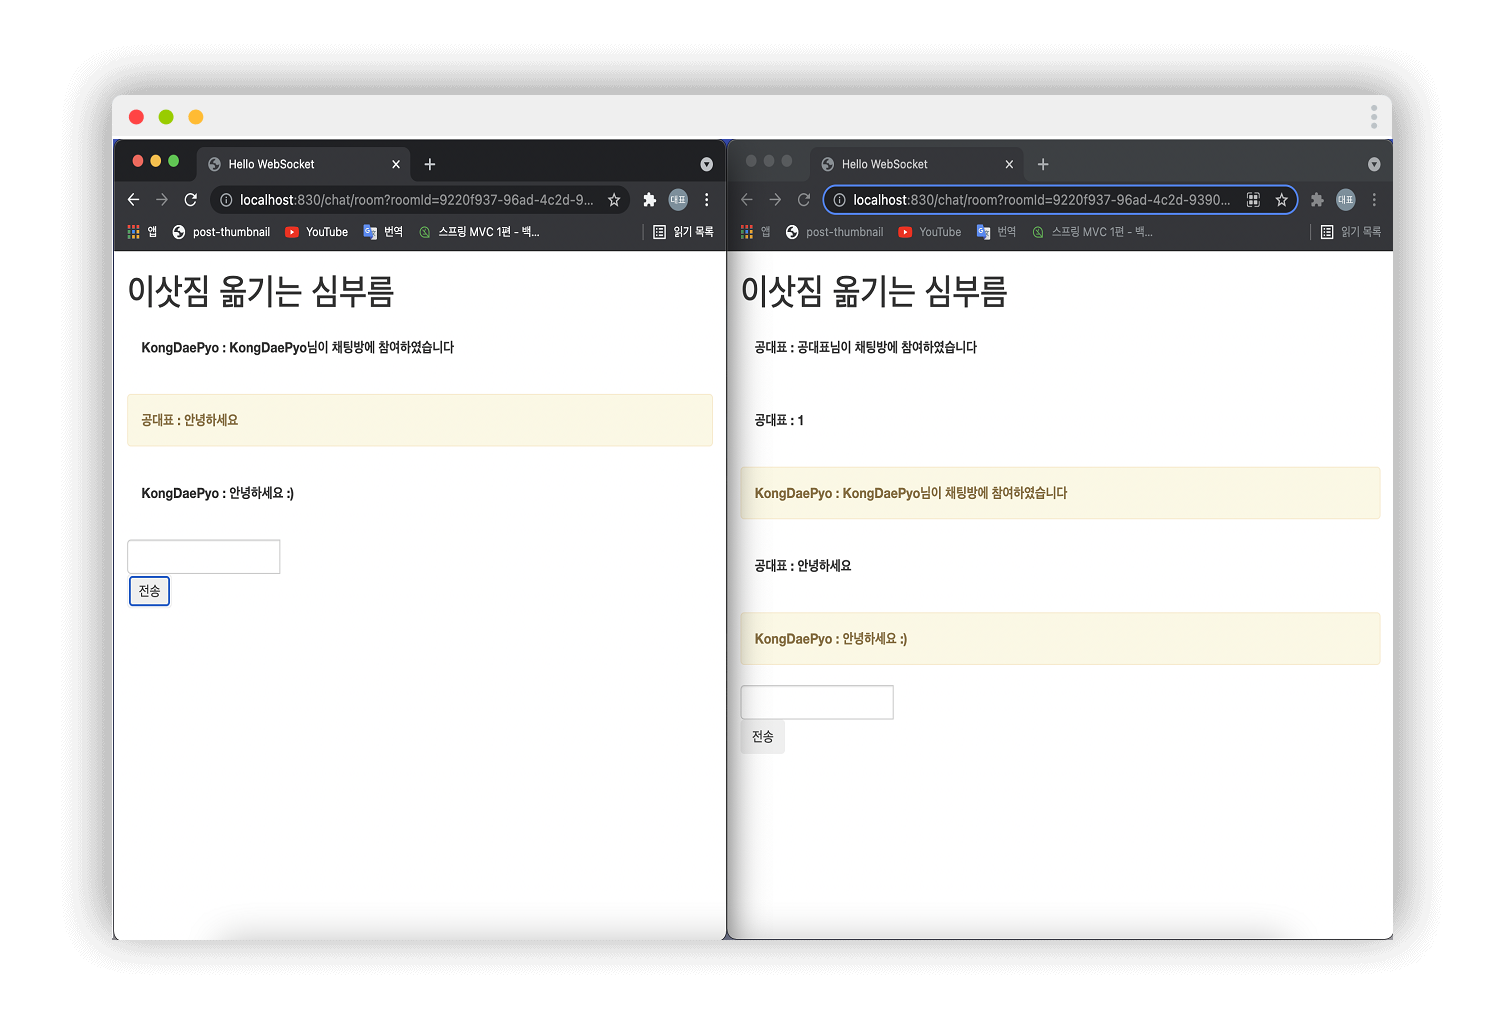 Hello WebSocket
localhost:830/chat/room?roomId=9220f937-96ad-4c2d-9...
대표
앱 post-thumbnail YouTube 번역 스프링 MVC 1편 - 백... 읽기 목록
이삿짐 옮기는 심부름
KongDaePyo : KongDaePyo님이 채팅방에 참여하였습니다
공대표 : 안녕하세요
KongDaePyo : 안녕하세요 :)
전송
Hello WebSocket
localhost:830/chat/room?roomId=9220f937-96ad-4c2d-9390...
대표
앱 post-thumbnail YouTube 번역 스프링 MVC 1편 - 백... 읽기 목록
이삿짐 옮기는 심부름
공대표 : 공대표님이 채팅방에 참여하였습니다
공대표 : 1
KongDaePyo : KongDaePyo님이 채팅방에 참여하였습니다
공대표 : 안녕하세요
KongDaePyo : 안녕하세요 :)
전송